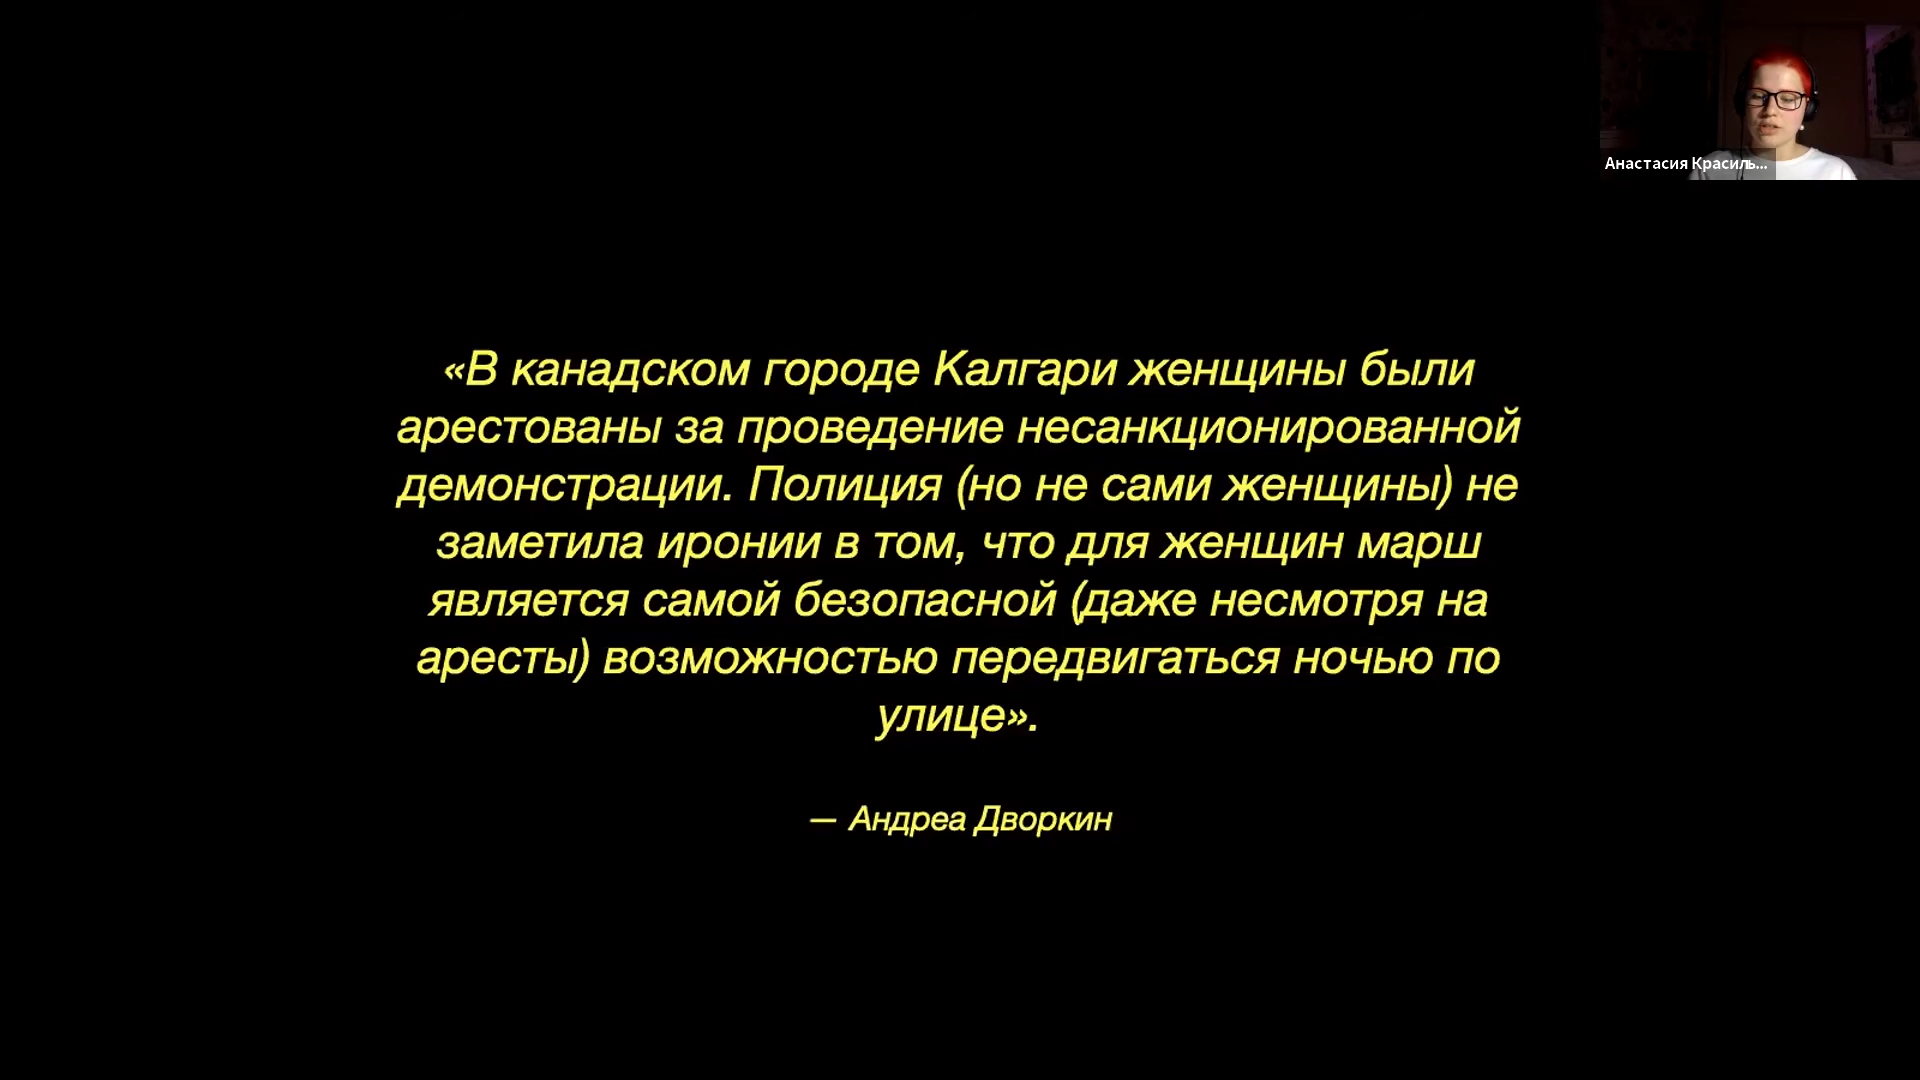 Анастасия Красиль...
«В канадском городе Калгари женщины были
арестованы за проведение несанкционированной
демонстрации. Полиция (но не сами женщины) не
заметила иронии в том, что для женщин марш
является самой безопасной (даже несмотря на
аресты) возможностью передвигаться ночью по
улице».
— Андреа Дворкин